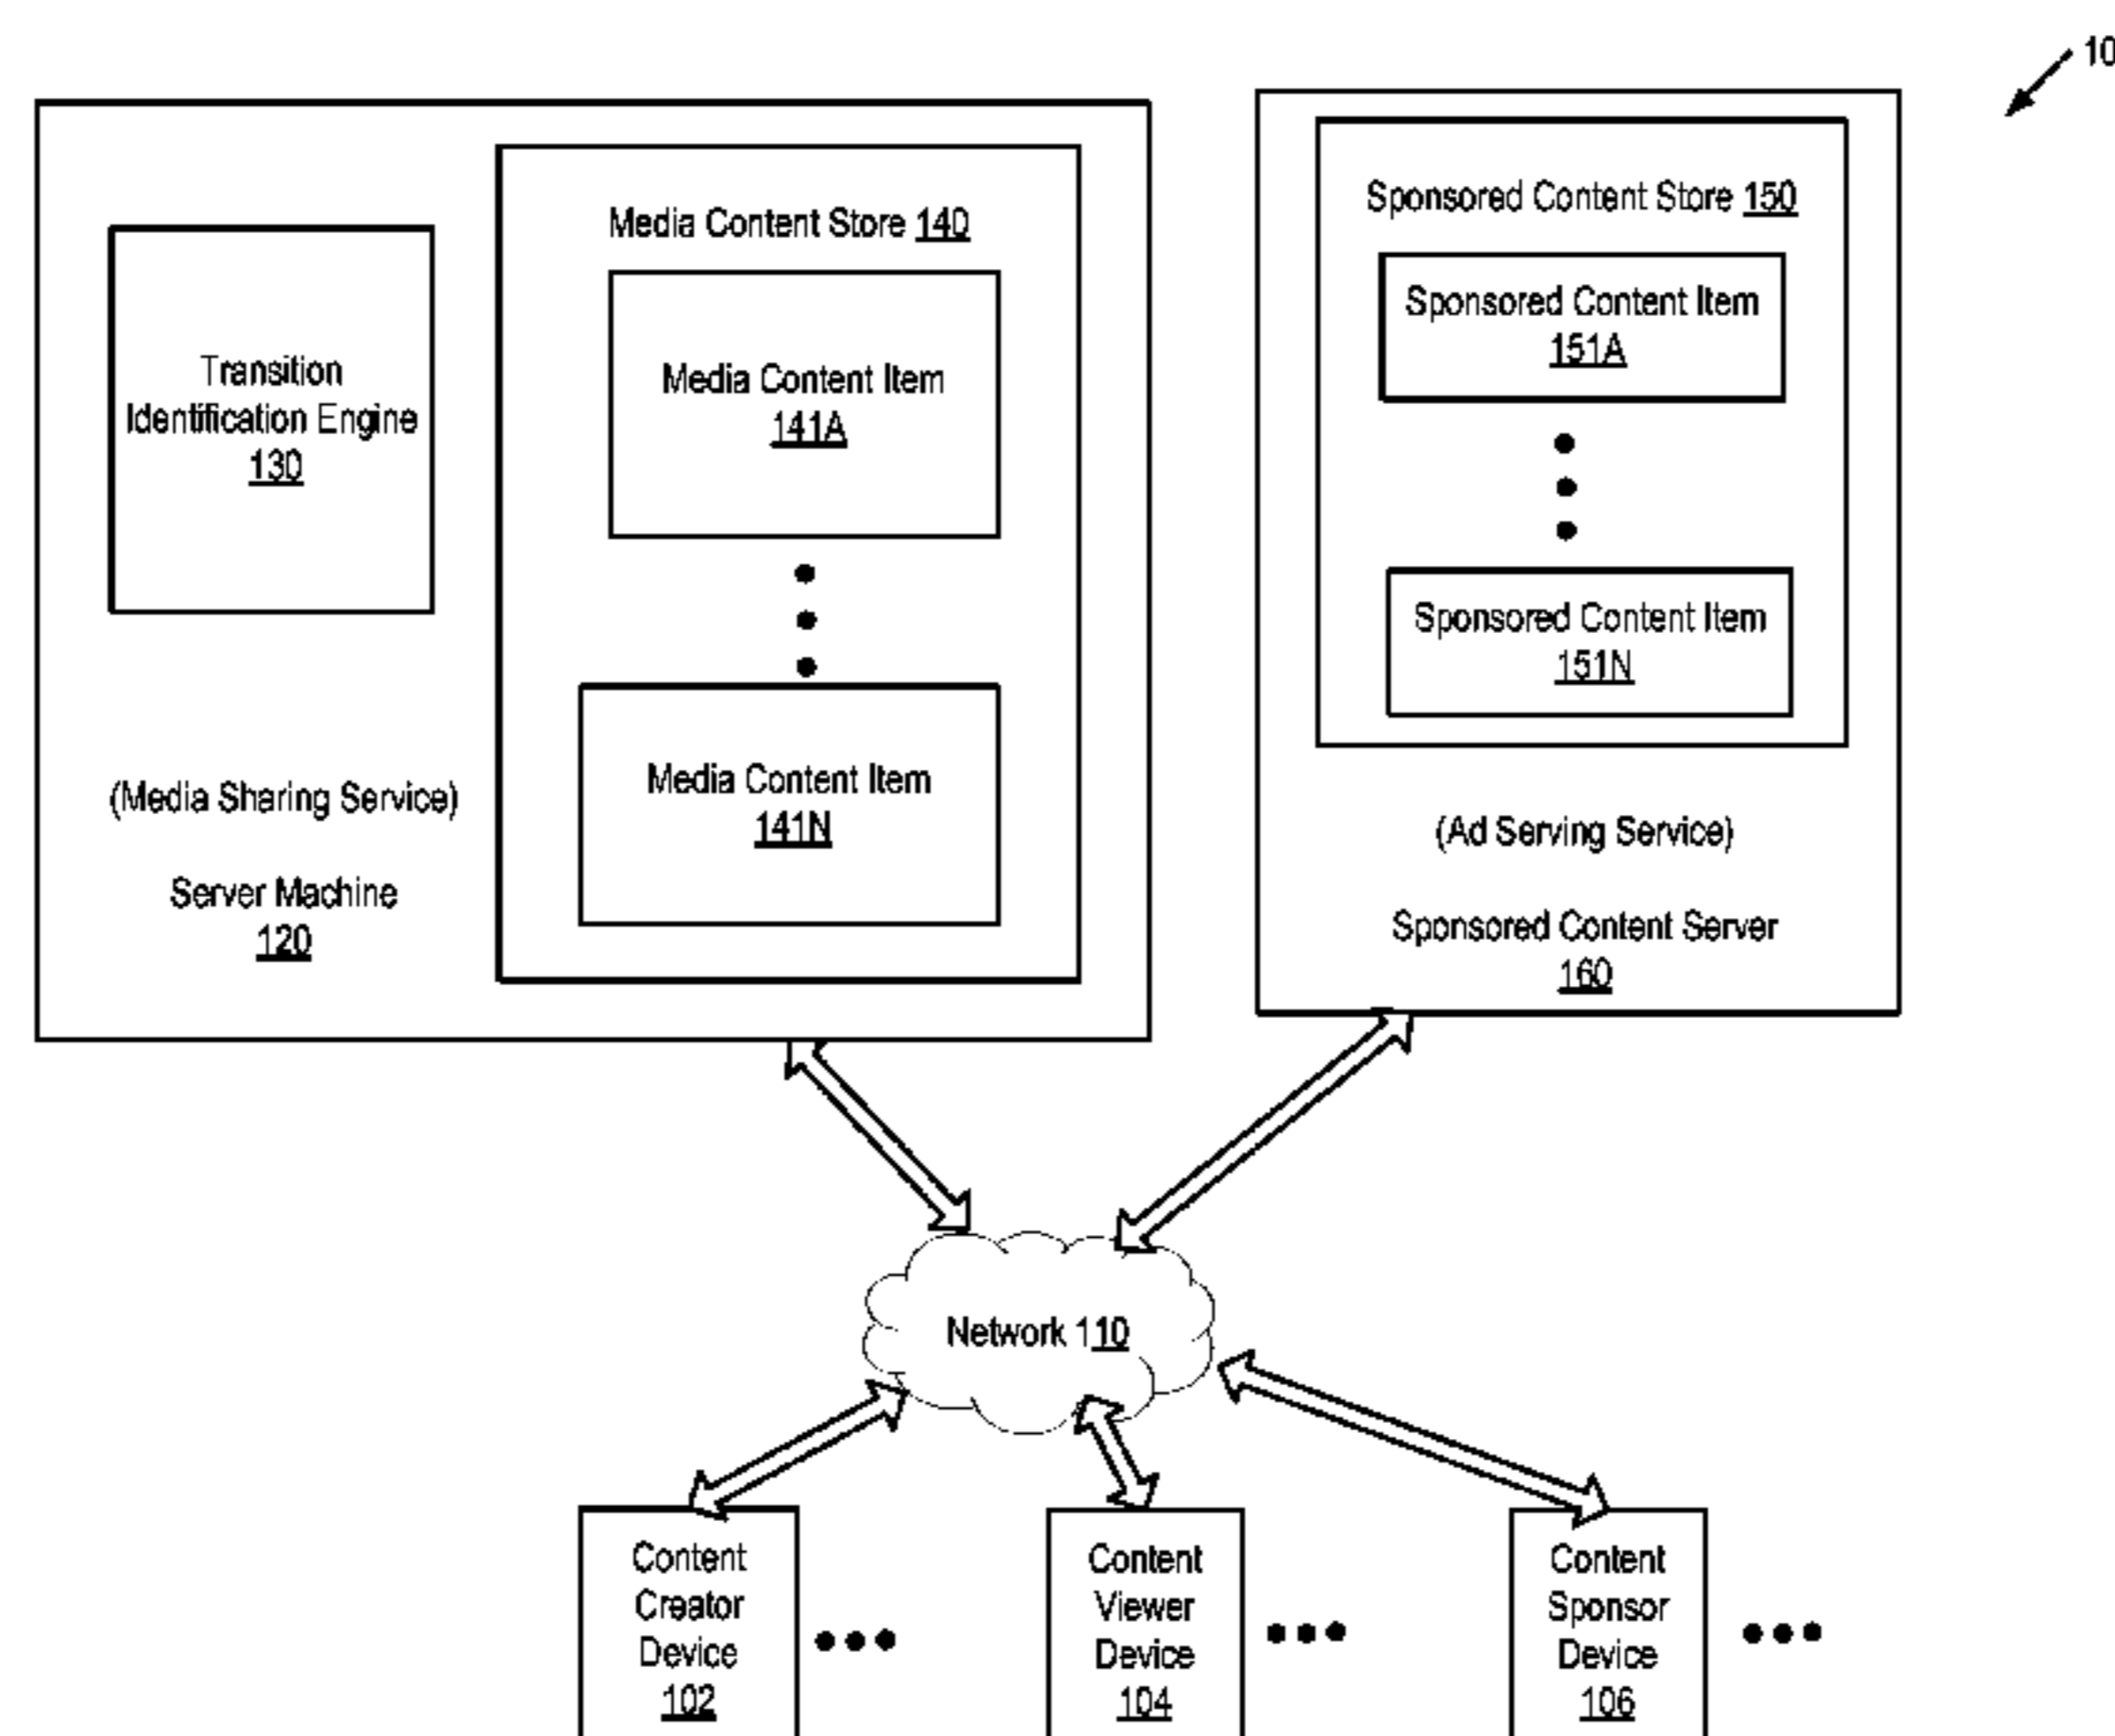 10
Media Content Store 140
Transition
Identification Engine
130
Media Content Item
141A
Media Content Item
141N
(Media Sharing Service)
Server Machine
120
Sponsored Content Store 150
Sponsored Content Item
151A
Sponsored Content Item
151N
(Ad Serving Service)
Sponsored Content Server
160
Network 110
Content
Creator
Device
102
Content
Viewer
Device
104
Content
Sponsor
Device
106